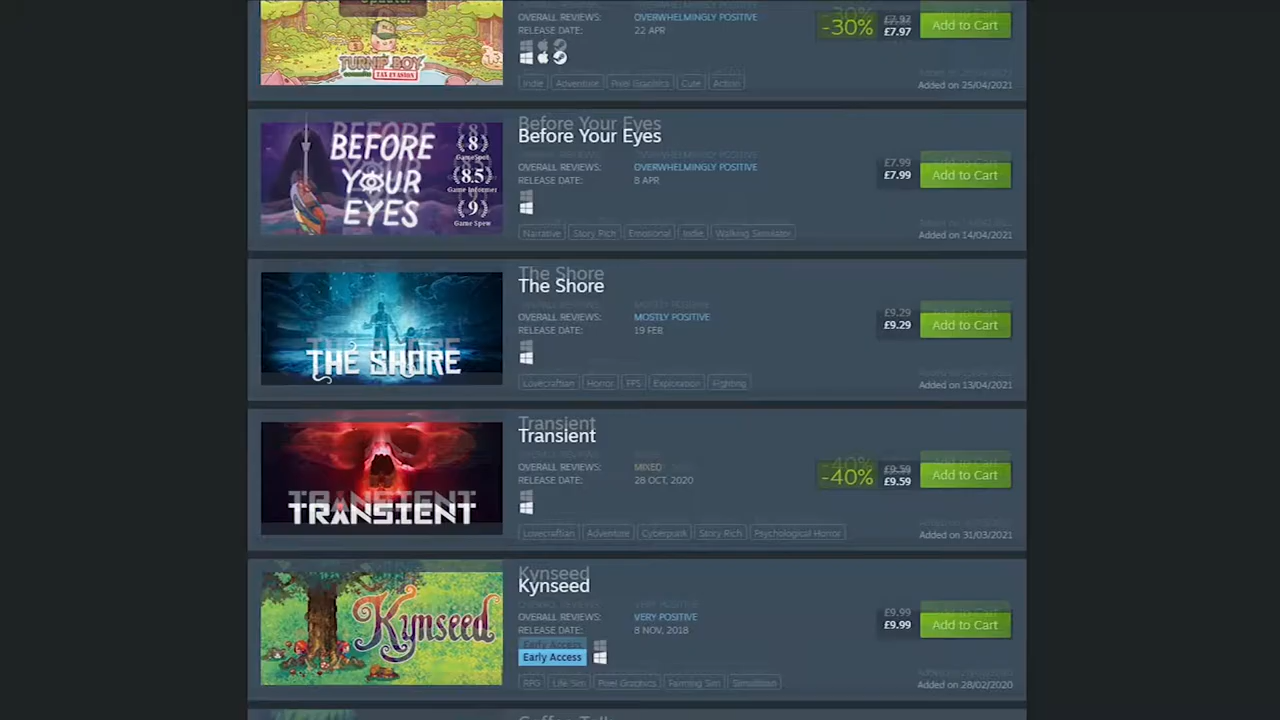 Update!
TURNIP BOY
COMMITS TAX EVASION
OVERALL REVIEWS: OVERWHELMINGLY POSITIVE
RELEASE DATE: 22 APR
-30% £7.97 Add to Cart
Indie Adventure Pixel Graphics Cute Action
Added on 25/04/2021
BEFORE
YOUR
EYES
8
GameSpot
8.5
Game Informer
9
Game Spew
Before Your Eyes
OVERALL REVIEWS: OVERWHELMINGLY POSITIVE
RELEASE DATE: 8 APR
£7.99 Add to Cart
Narrative Story Rich Emotional Indie Walking Simulator
Added on 14/04/2021
THE SHORE
The Shore
OVERALL REVIEWS: MOSTLY POSITIVE
RELEASE DATE: 19 FEB
£9.29 Add to Cart
Lovecraftian Horror FPS Exploration Fighting
Added on 13/04/2021
TRANSIENT
Transient
OVERALL REVIEWS: MIXED
RELEASE DATE: 28 OCT, 2020
-40% £9.59 Add to Cart
Lovecraftian Adventure Cyberpunk Story Rich Psychological Horror
Added on 31/03/2021
Kynseed
Kynseed
OVERALL REVIEWS: VERY POSITIVE
RELEASE DATE: 8 NOV, 2018
£9.99 Add to Cart
Early Access
RPG Life Sim Pixel Graphics Farming Sim Simulation
Added on 28/02/2020